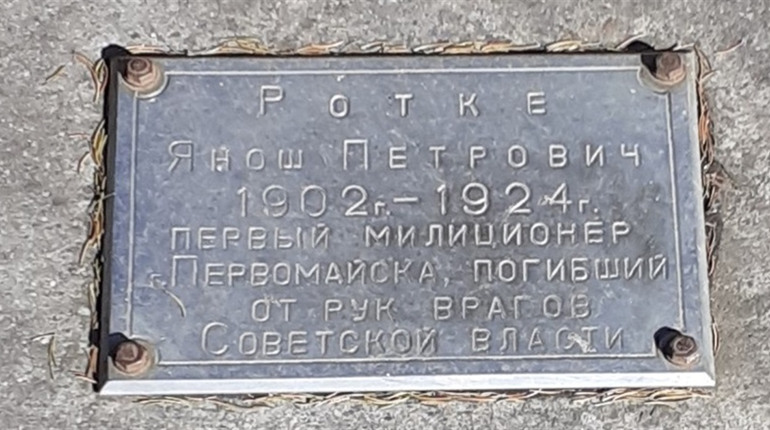 Ротке
Янош Петрович
1902г.-1924г.
первый милиционер
г.Первомайска, погибший
от рук врагов
Советской власти